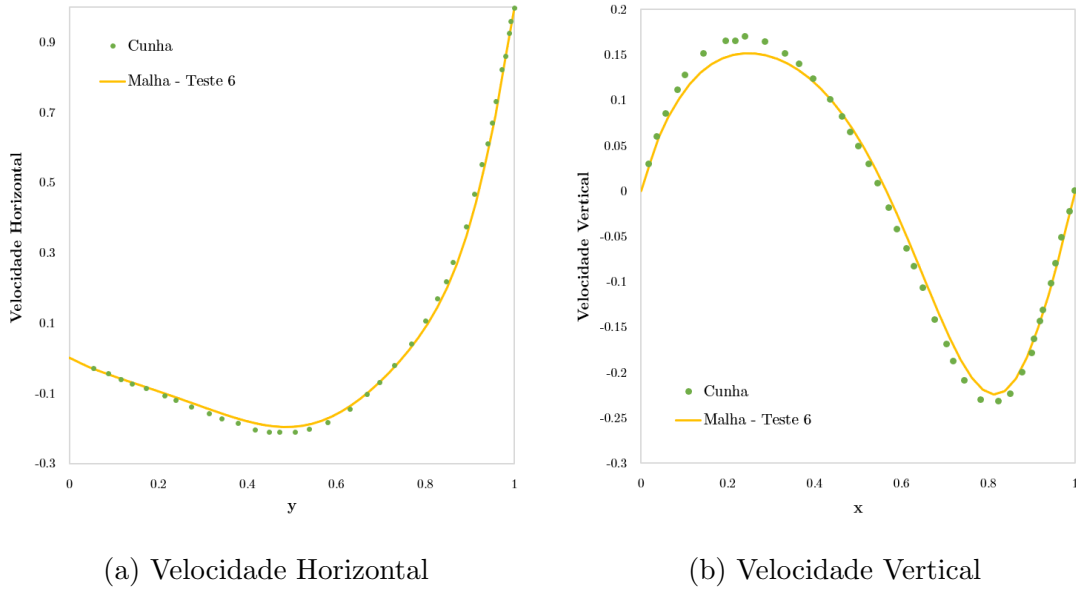 Velocidade Horizontal
0.9
0.7
0.5
0.3
0.1
-0.1
-0.3
Cunha
Malha - Teste 6
0 0.2 0.4 0.6 0.8 1
y
(a) Velocidade Horizontal
Velocidade Vertical
0.2
0.15
0.1
0.05
0
-0.05
-0.1
-0.15
-0.2
-0.25
-0.3
Cunha
Malha - Teste 6
0 0.2 0.4 0.6 0.8 1
x
(b) Velocidade Vertical